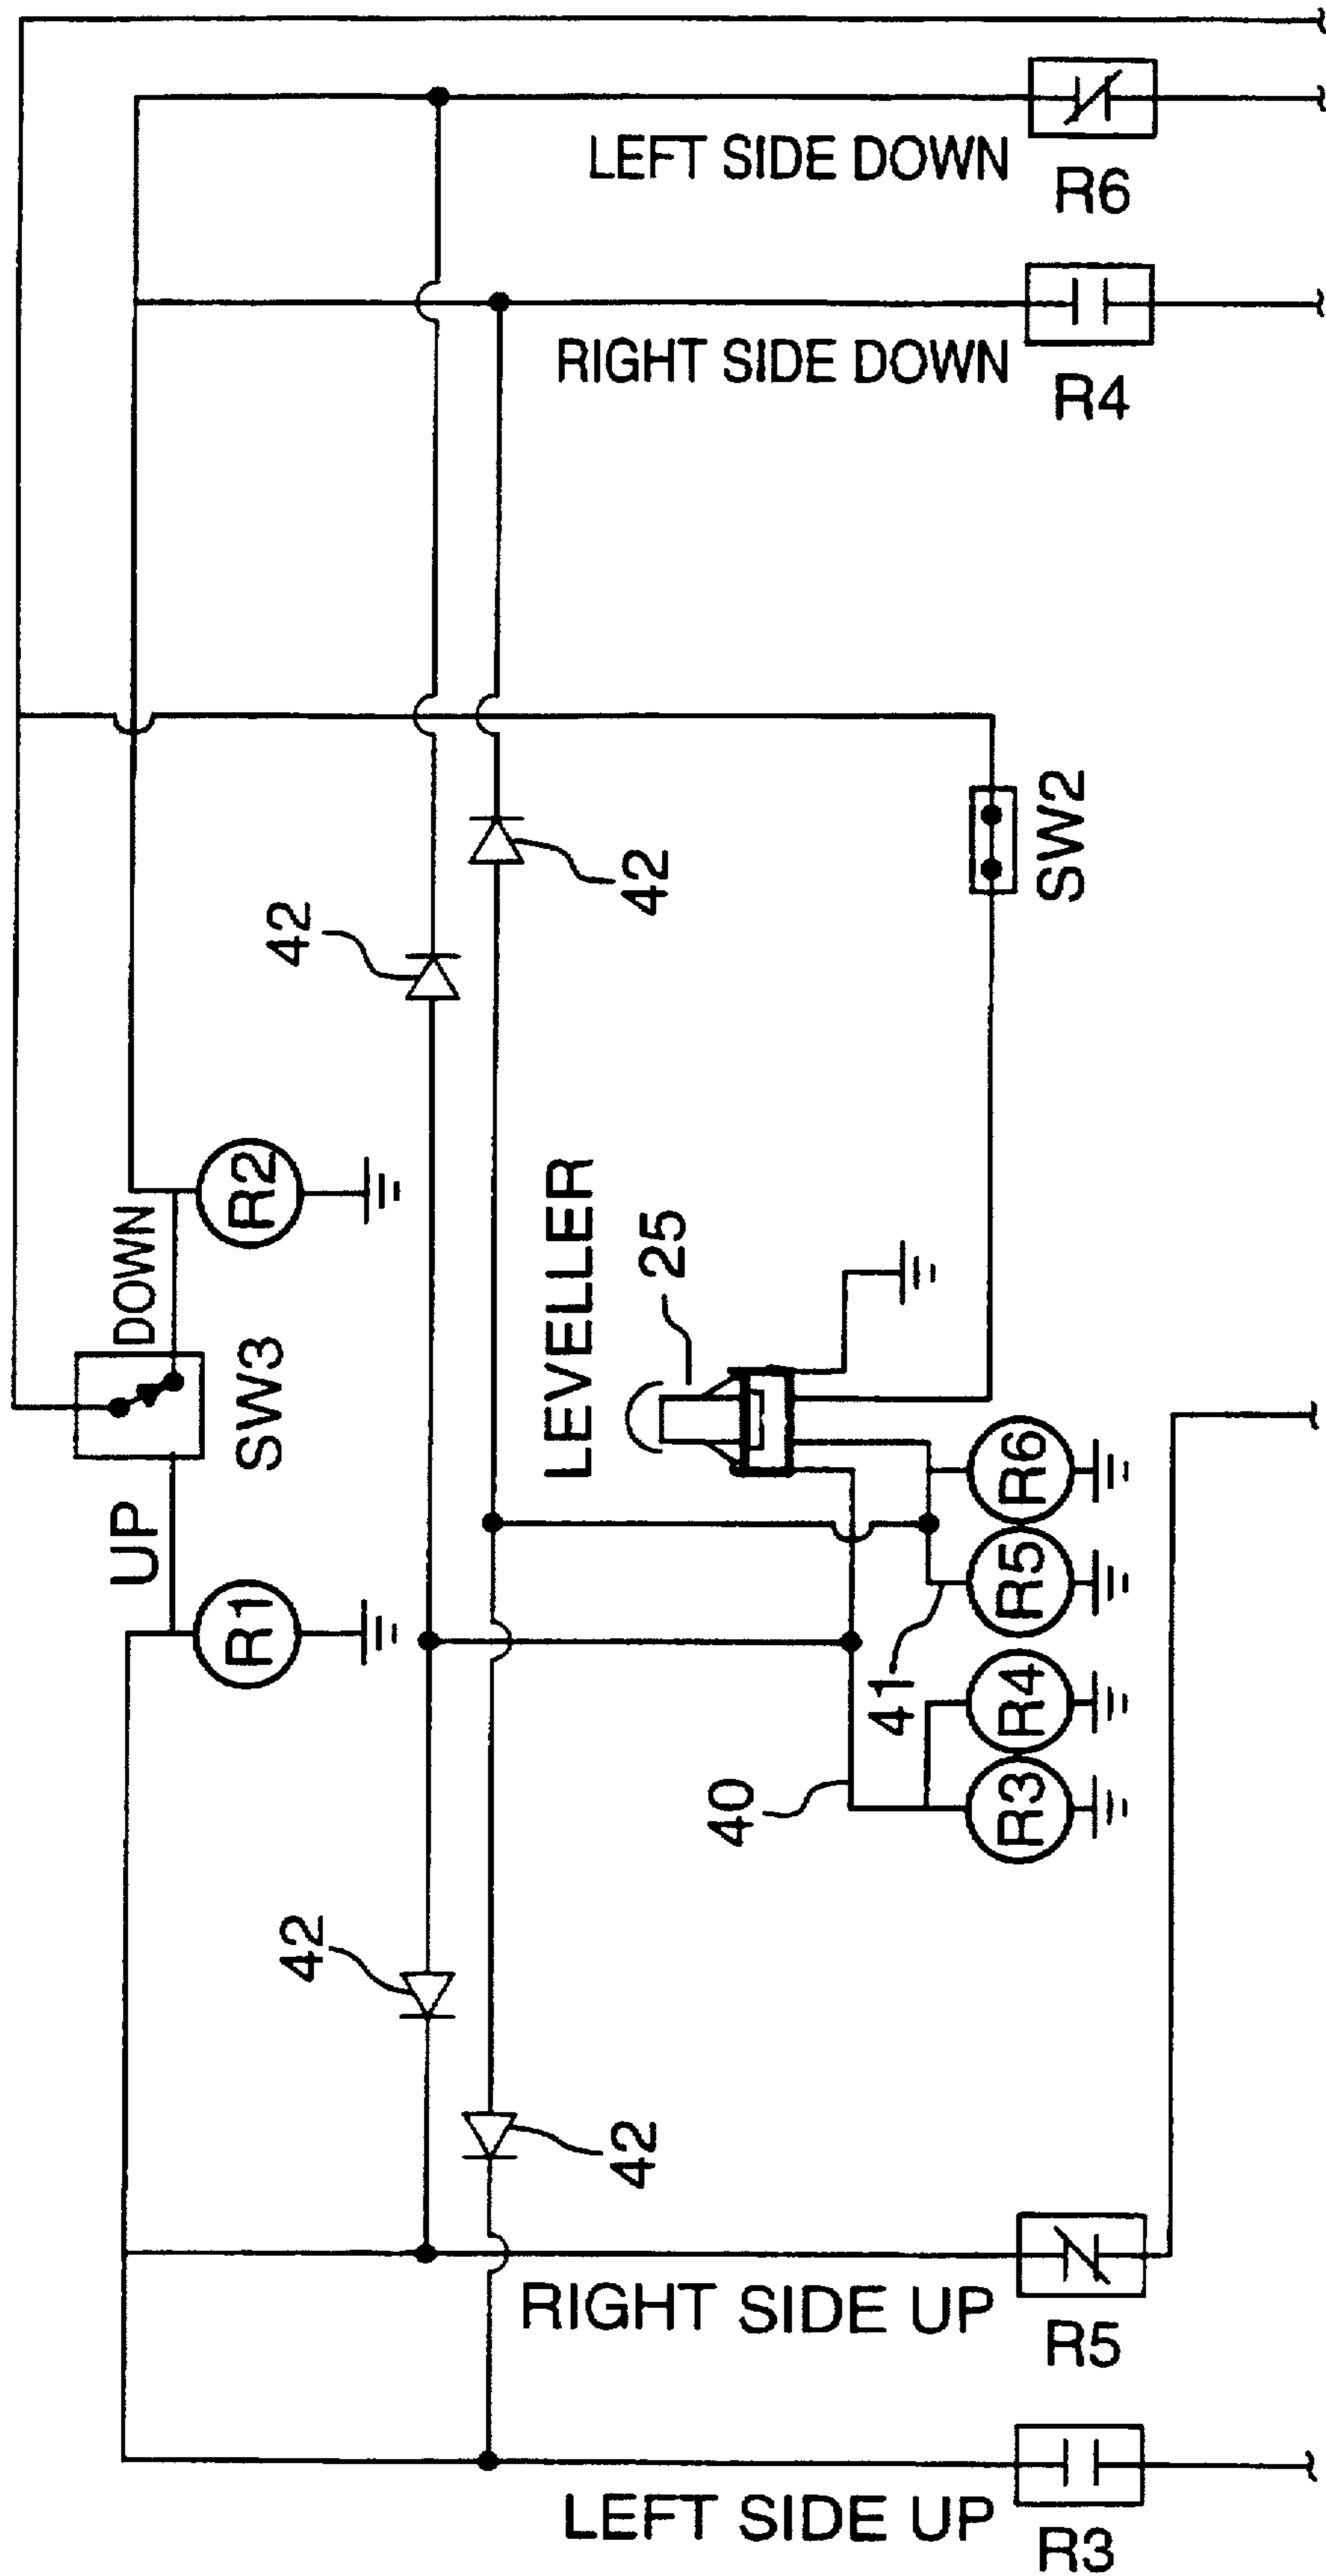 LEFT SIDE DOWN
R6
RIGHT SIDE DOWN
R4
42
42
SW2
R2
DOWN
SW3
UP
R1
LEVELLER
25
R6
R5
R4
R3
41
40
42
42
RIGHT SIDE UP
R5
LEFT SIDE UP
R3